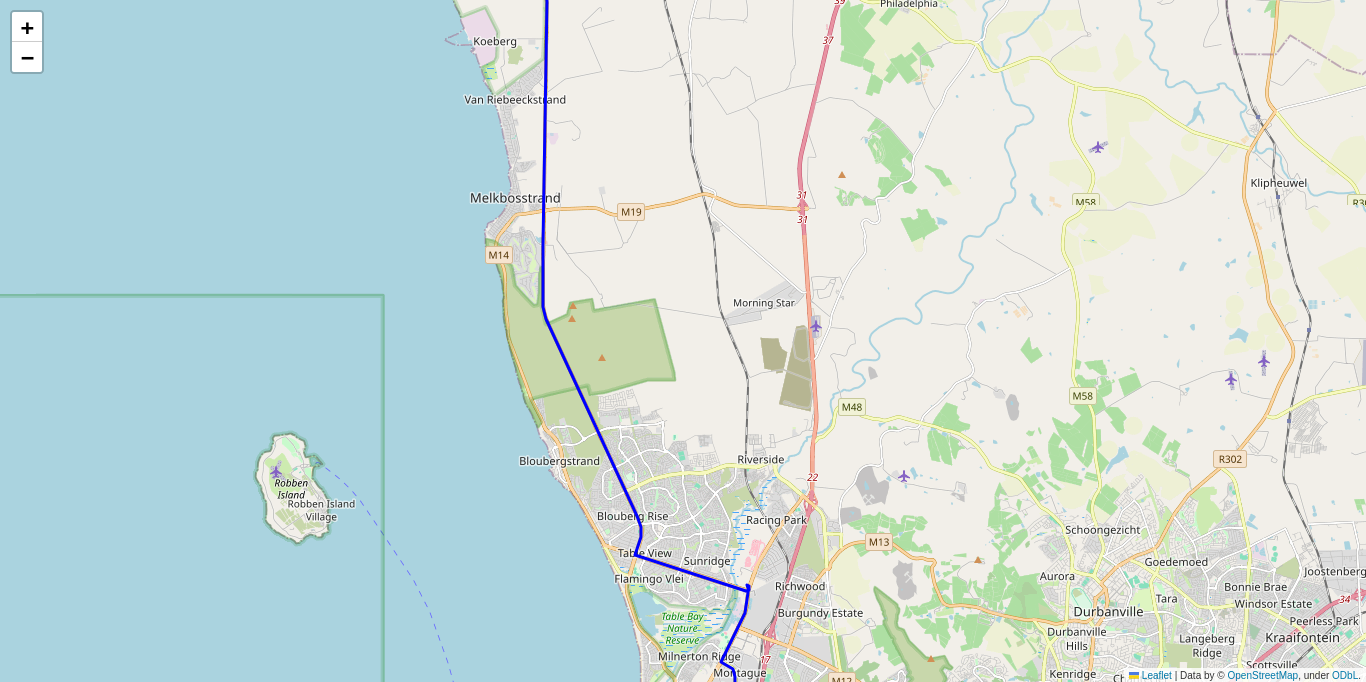 +
−
39
Philadelphia
37
Koeberg
Van Riebeeckstrand
Klipheuwel
31
Melkbosstrand
M58
M19
31
M14
Morning Star
M58
M48
Riverside
R302
Bloubergstrand
22
Robben
Island
Robben Island
Village
Blouberg Rise
Racing Park
Schoongezicht
M13
Table View
Sunridge
Goedemoed
Joostenberg
Flamingo Vlei
Richwood
Aurora
Bonnie Brae
Tara
34
Windsor Estate
Durbanville
Burgundy Estate
Table Bay
Nature
Reserve
Peerless Park
Durbanville
Hills
Langeberg
Ridge
Kraaifontein
Milnerton Ridge
17
Scottsville
Montague
M12
Kenridge
Leaflet | Data by © OpenStreetMap, under ODbL.